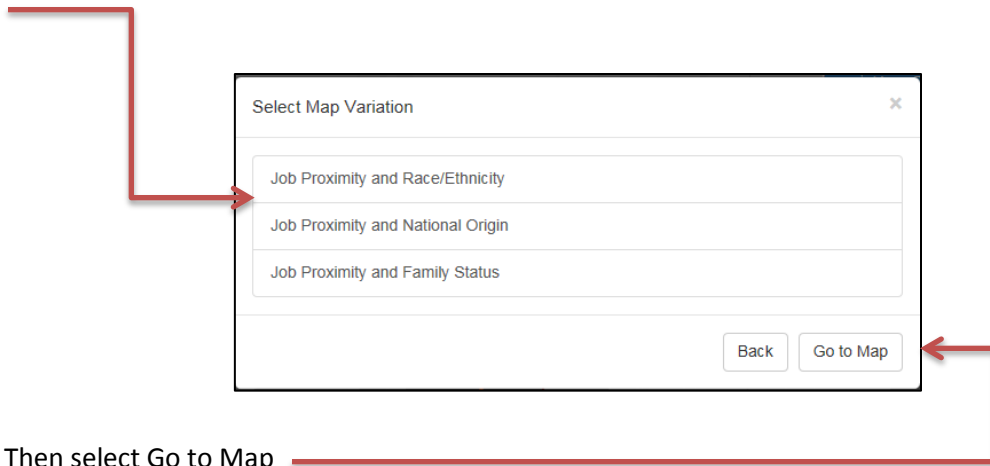 Select Map Variation ×
Job Proximity and Race/Ethnicity
Job Proximity and National Origin
Job Proximity and Family Status
Back Go to Map
Then select Go to Map